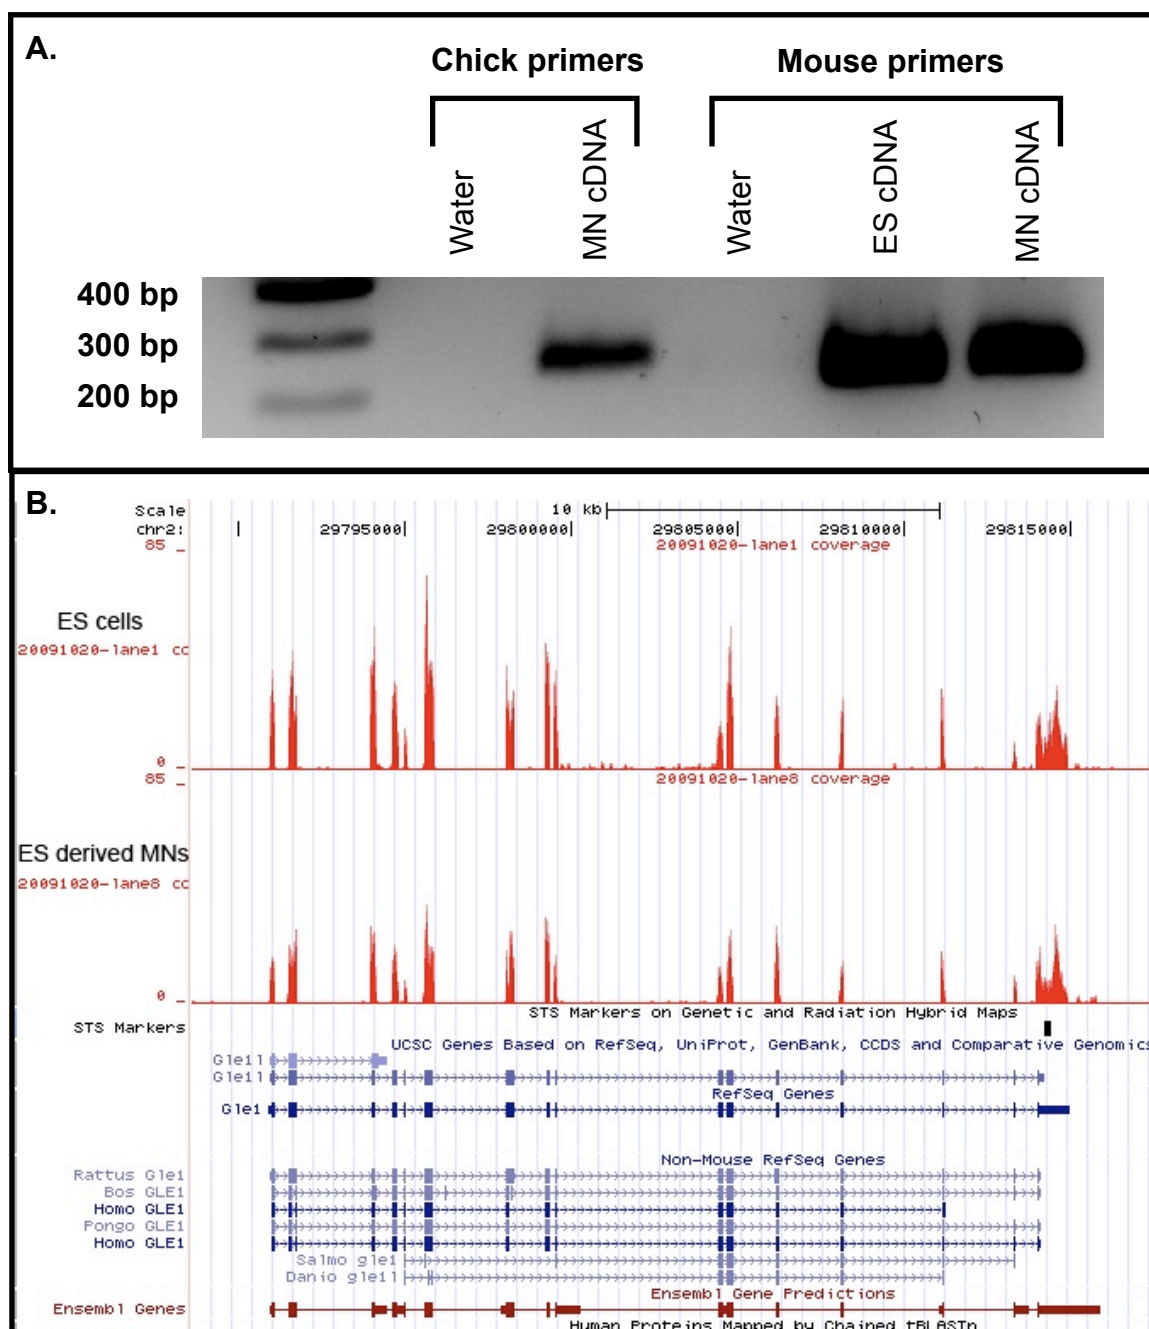 A.
Chick primers
Mouse primers
Water
MN cDNA
Water
ES cDNA
MN cDNA
400 bp
300 bp
200 bp
B.
Scale
10 kb
chr2:
29795000
29800000
29805000
29810000
29815000
85
20091020-lane1 coverage
ES cells
20091020-lane1 cc
0
85
20091020-lane8 coverage
ES derived MNs
20091020-lane8 cc
0
STS Markers on Genetic and Radiation Hybrid Maps
STS Markers
UCSC Genes Based on RefSeq, UniProt, GenBank, CCDS and Comparative Genomics
Gle1l
Gle1l
RefSeq Genes
Gle1
Non-Mouse RefSeq Genes
Rattus Gle1
Bos GLE1
Homo GLE1
Pongo GLE1
Homo GLE1
Salmo gle1
Danio gle1l
Ensembl Gene Predictions
Ensembl Genes
Human Proteins Mapped by Chained tBLASTn